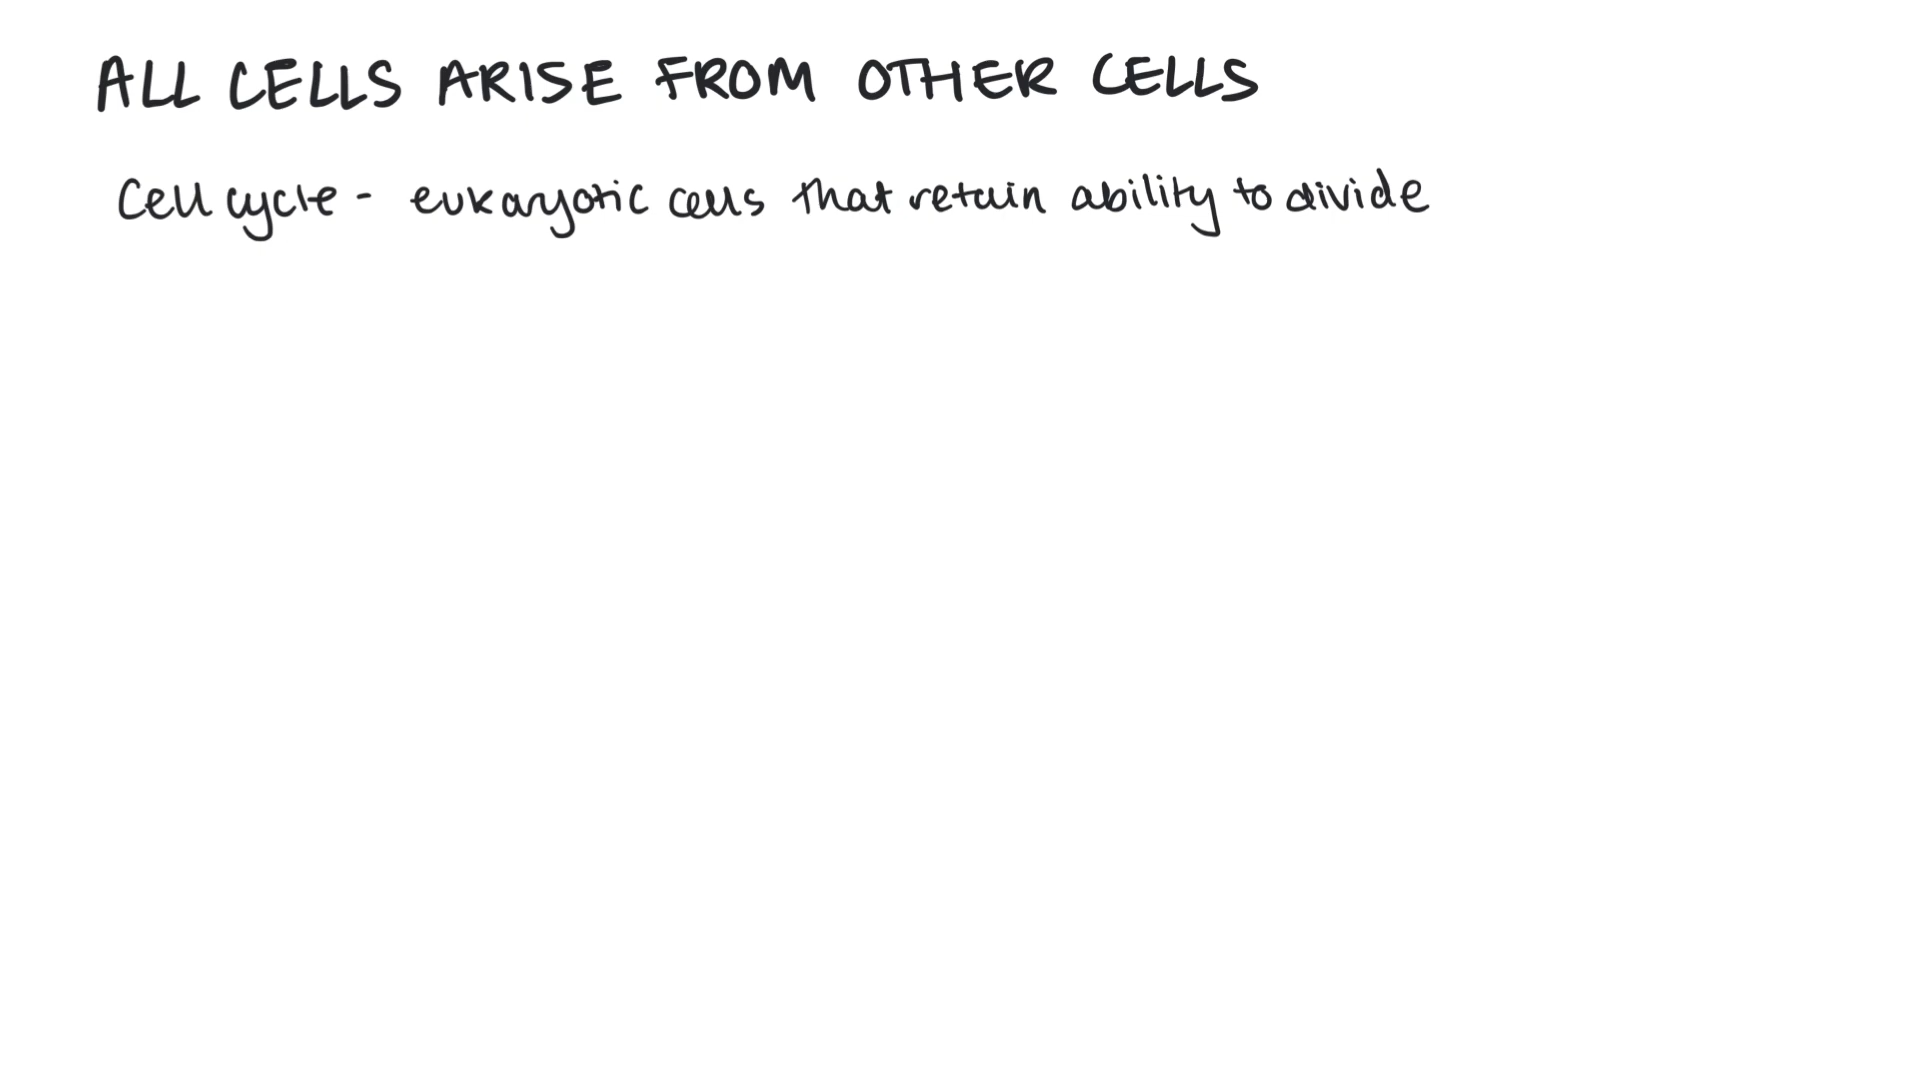 ALL CELLS ARISE FROM OTHER CELLS
Cell cycle - eukaryotic cells that retain ability to divide